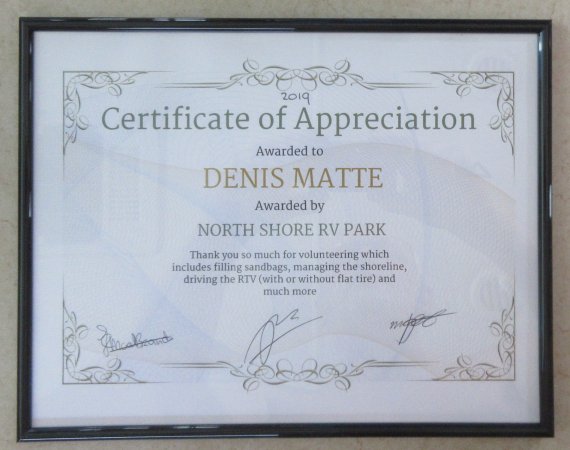 2019
Certificate of Appreciation
Awarded to
DENIS MATTE
Awarded by
NORTH SHORE RV PARK
Thank you so much for volunteering which
includes filling sandbags, managing the shoreline,
driving the RTV (with or without flat tire) and
much more